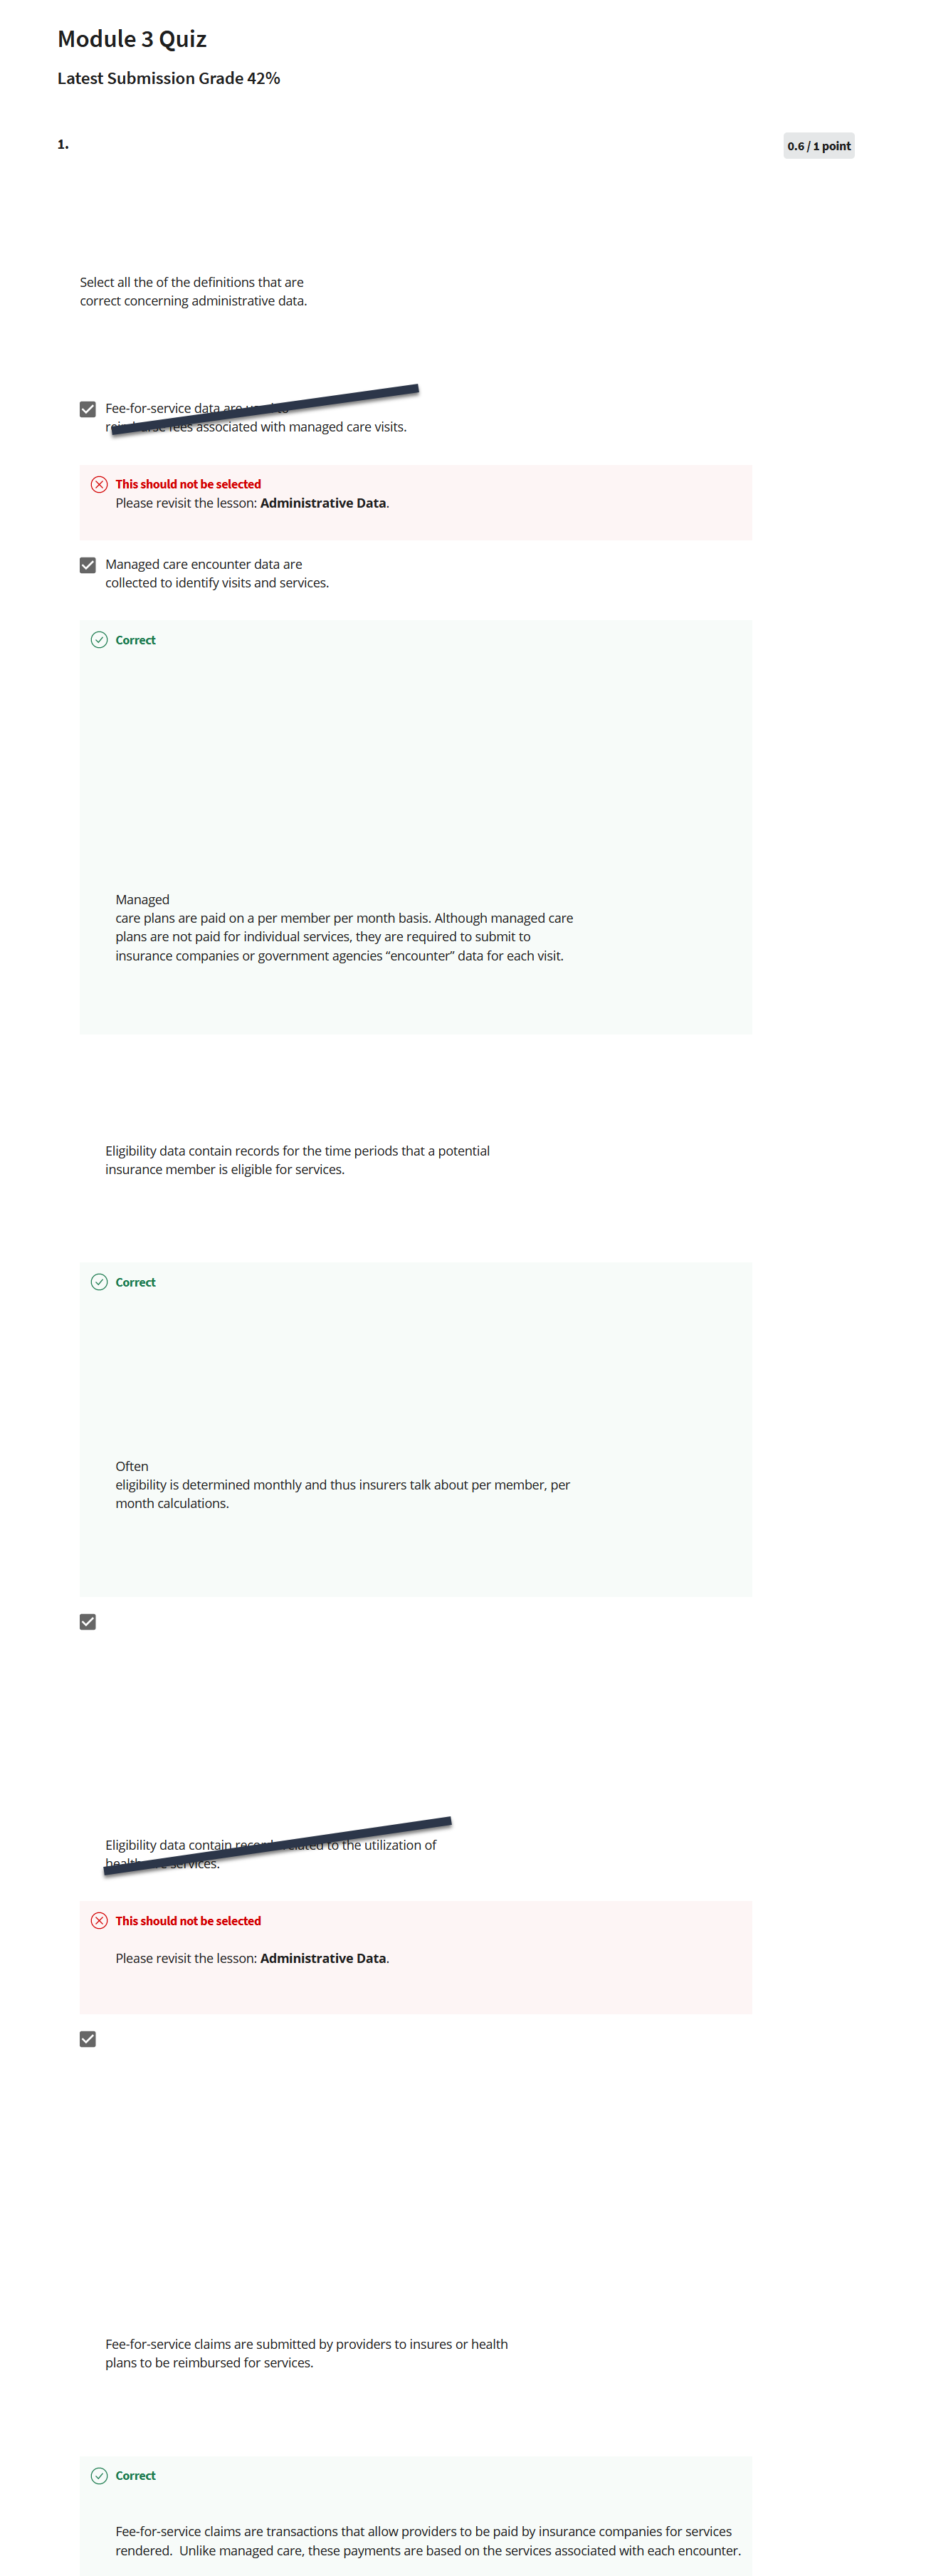 Module 3 Quiz
Latest Submission Grade 42%
1.
0.6 / 1 point
Select all the of the definitions that are
correct concerning administrative data.
Fee-for-service data are used to
reimburse fees associated with managed care visits.
This should not be selected
Please revisit the lesson: Administrative Data.
Managed care encounter data are
collected to identify visits and services.
Correct
Managed
care plans are paid on a per member per month basis. Although managed care
plans are not paid for individual services, they are required to submit to
insurance companies or government agencies “encounter” data for each visit.
Eligibility data contain records for the time periods that a potential
insurance member is eligible for services.
Correct
Often
eligibility is determined monthly and thus insurers talk about per member, per
month calculations.
Eligibility data contain records related to the utilization of
healthcare services.
This should not be selected
Please revisit the lesson: Administrative Data.
Fee-for-service claims are submitted by providers to insures or health
plans to be reimbursed for services.
Correct
Fee-for-service claims are transactions that allow providers to be paid by insurance companies for services
rendered.  Unlike managed care, these payments are based on the services associated with each encounter.